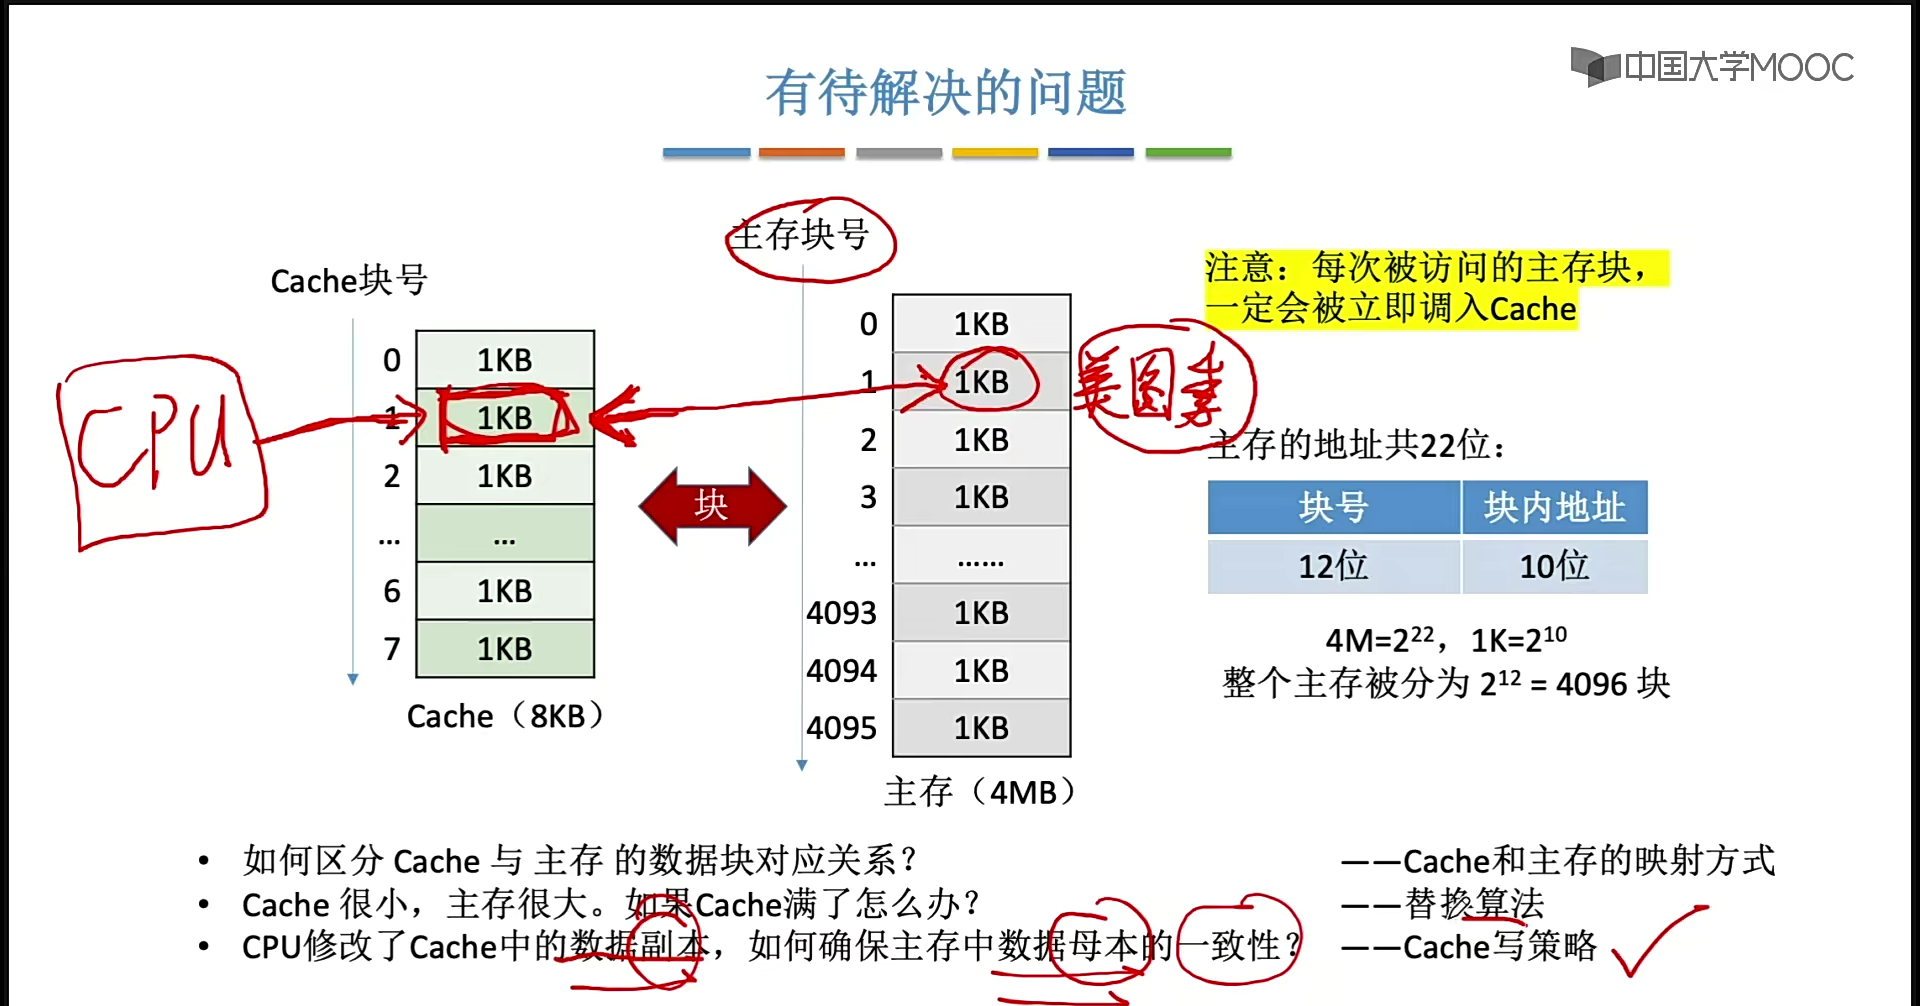 中国大学MOOC
有待解决的问题
主存块号
Cache块号
注意：每次被访问的主存块，
一定会被立即调入Cache
0 1KB
1 1KB
2 1KB
... ...
6 1KB
7 1KB
Cache（8KB）
CPU
块
0 1KB
1 1KB
2 1KB
3 1KB
... ......
4093 1KB
4094 1KB
4095 1KB
主存（4MB）
美图秀
主存的地址共22位：
块号 块内地址
12位 10位
4M=2²²，1K=2¹⁰
整个主存被分为 2¹² = 4096 块
• 如何区分 Cache 与 主存 的数据块对应关系？ ——Cache和主存的映射方式
• Cache 很小，主存很大。如果Cache满了怎么办？ ——替换算法
• CPU修改了Cache中的数据副本，如何确保主存中数据母本的一致性？ ——Cache写策略